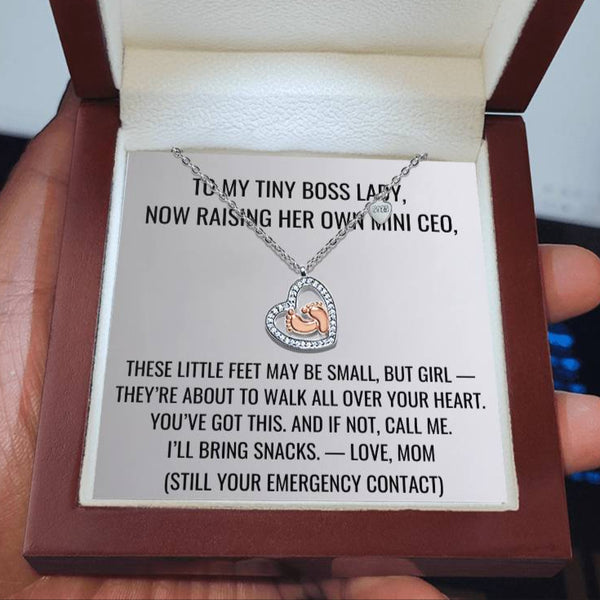 TO MY TINY BOSS LADY,
NOW RAISING HER OWN MINI CEO,
THESE LITTLE FEET MAY BE SMALL, BUT GIRL —
THEY’RE ABOUT TO WALK ALL OVER YOUR HEART.
YOU’VE GOT THIS. AND IF NOT, CALL ME.
I’LL BRING SNACKS. — LOVE, MOM
(STILL YOUR EMERGENCY CONTACT)